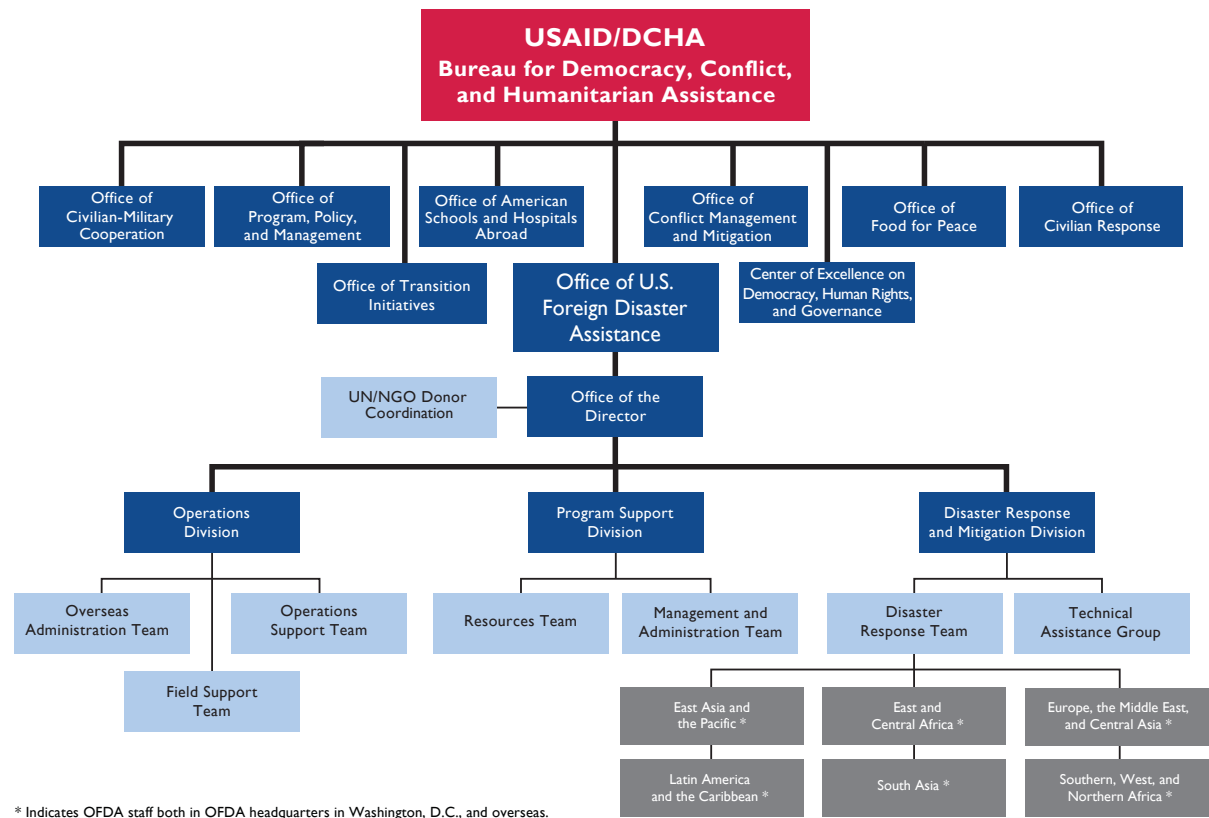 USAID/DCHA
Bureau for Democracy, Conflict,
and Humanitarian Assistance
Office of
Civilian-Military
Cooperation
Office of
Program, Policy,
and Management
Office of American
Schools and Hospitals
Abroad
Office of
Conflict Management
and Mitigation
Office of
Food for Peace
Office of
Civilian Response
Office of Transition
Initiatives
Office of U.S.
Foreign Disaster
Assistance
Center of Excellence on
Democracy, Human Rights,
and Governance
UN/NGO Donor
Coordination
Office of the
Director
Operations
Division
Program Support
Division
Disaster Response
and Mitigation Division
Overseas
Administration Team
Operations
Support Team
Resources Team
Management and
Administration Team
Disaster
Response Team
Technical
Assistance Group
Field Support
Team
East Asia and
the Pacific *
East and
Central Africa *
Europe, the Middle East,
and Central Asia *
Latin America
and the Caribbean *
South Asia *
Southern, West, and
Northern Africa *
* Indicates OFDA staff both in OFDA headquarters in Washington, D.C., and overseas.